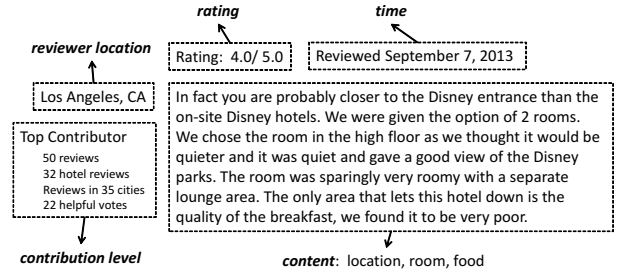 rating
time
reviewer location
Rating: 4.0/ 5.0
Reviewed September 7, 2013
Los Angeles, CA
Top Contributor
50 reviews
32 hotel reviews
Reviews in 35 cities
22 helpful votes
In fact you are probably closer to the Disney entrance than the
on-site Disney hotels. We were given the option of 2 rooms.
We chose the room in the high floor as we thought it would be
quieter and it was quiet and gave a good view of the Disney
parks. The room was sparingly very roomy with a separate
lounge area. The only area that lets this hotel down is the
quality of the breakfast, we found it to be very poor.
contribution level
content: location, room, food